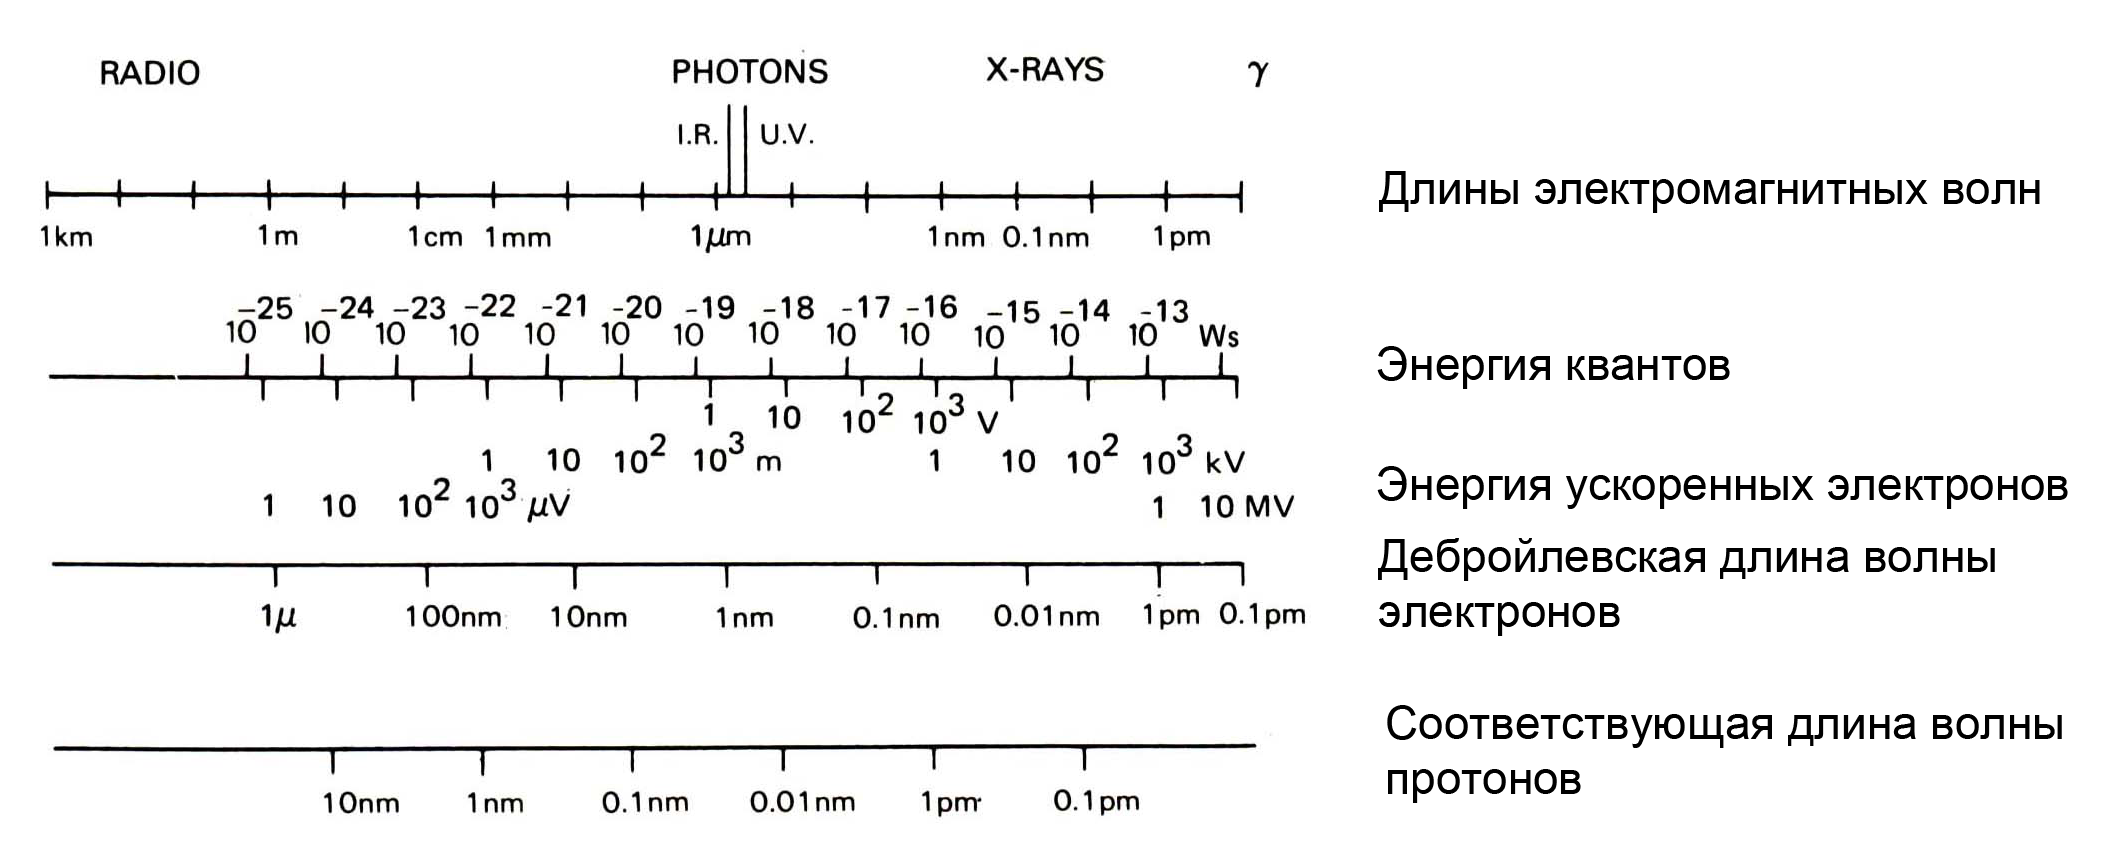 RADIO PHOTONS X-RAYS γ
I.R. U.V.
Длины электромагнитных волн
1km 1m 1cm 1mm 1μm 1nm 0.1nm 1pm
10⁻²⁵ 10⁻²⁴ 10⁻²³ 10⁻²² 10⁻²¹ 10⁻²⁰ 10⁻¹⁹ 10⁻¹⁸ 10⁻¹⁷ 10⁻¹⁶ 10⁻¹⁵ 10⁻¹⁴ 10⁻¹³ Ws
Энергия квантов
1 10 10² 10³ V
1 10 10² 10³ m 1 10 10² 10³ kV
Энергия ускоренных электронов
1 10 10² 10³ μV 1 10 MV
Дебройлевская длина волны
электронов
1μ 100nm 10nm 1nm 0.1nm 0.01nm 1pm 0.1pm
Соответствующая длина волны
протонов
10nm 1nm 0.1nm 0.01nm 1pm 0.1pm